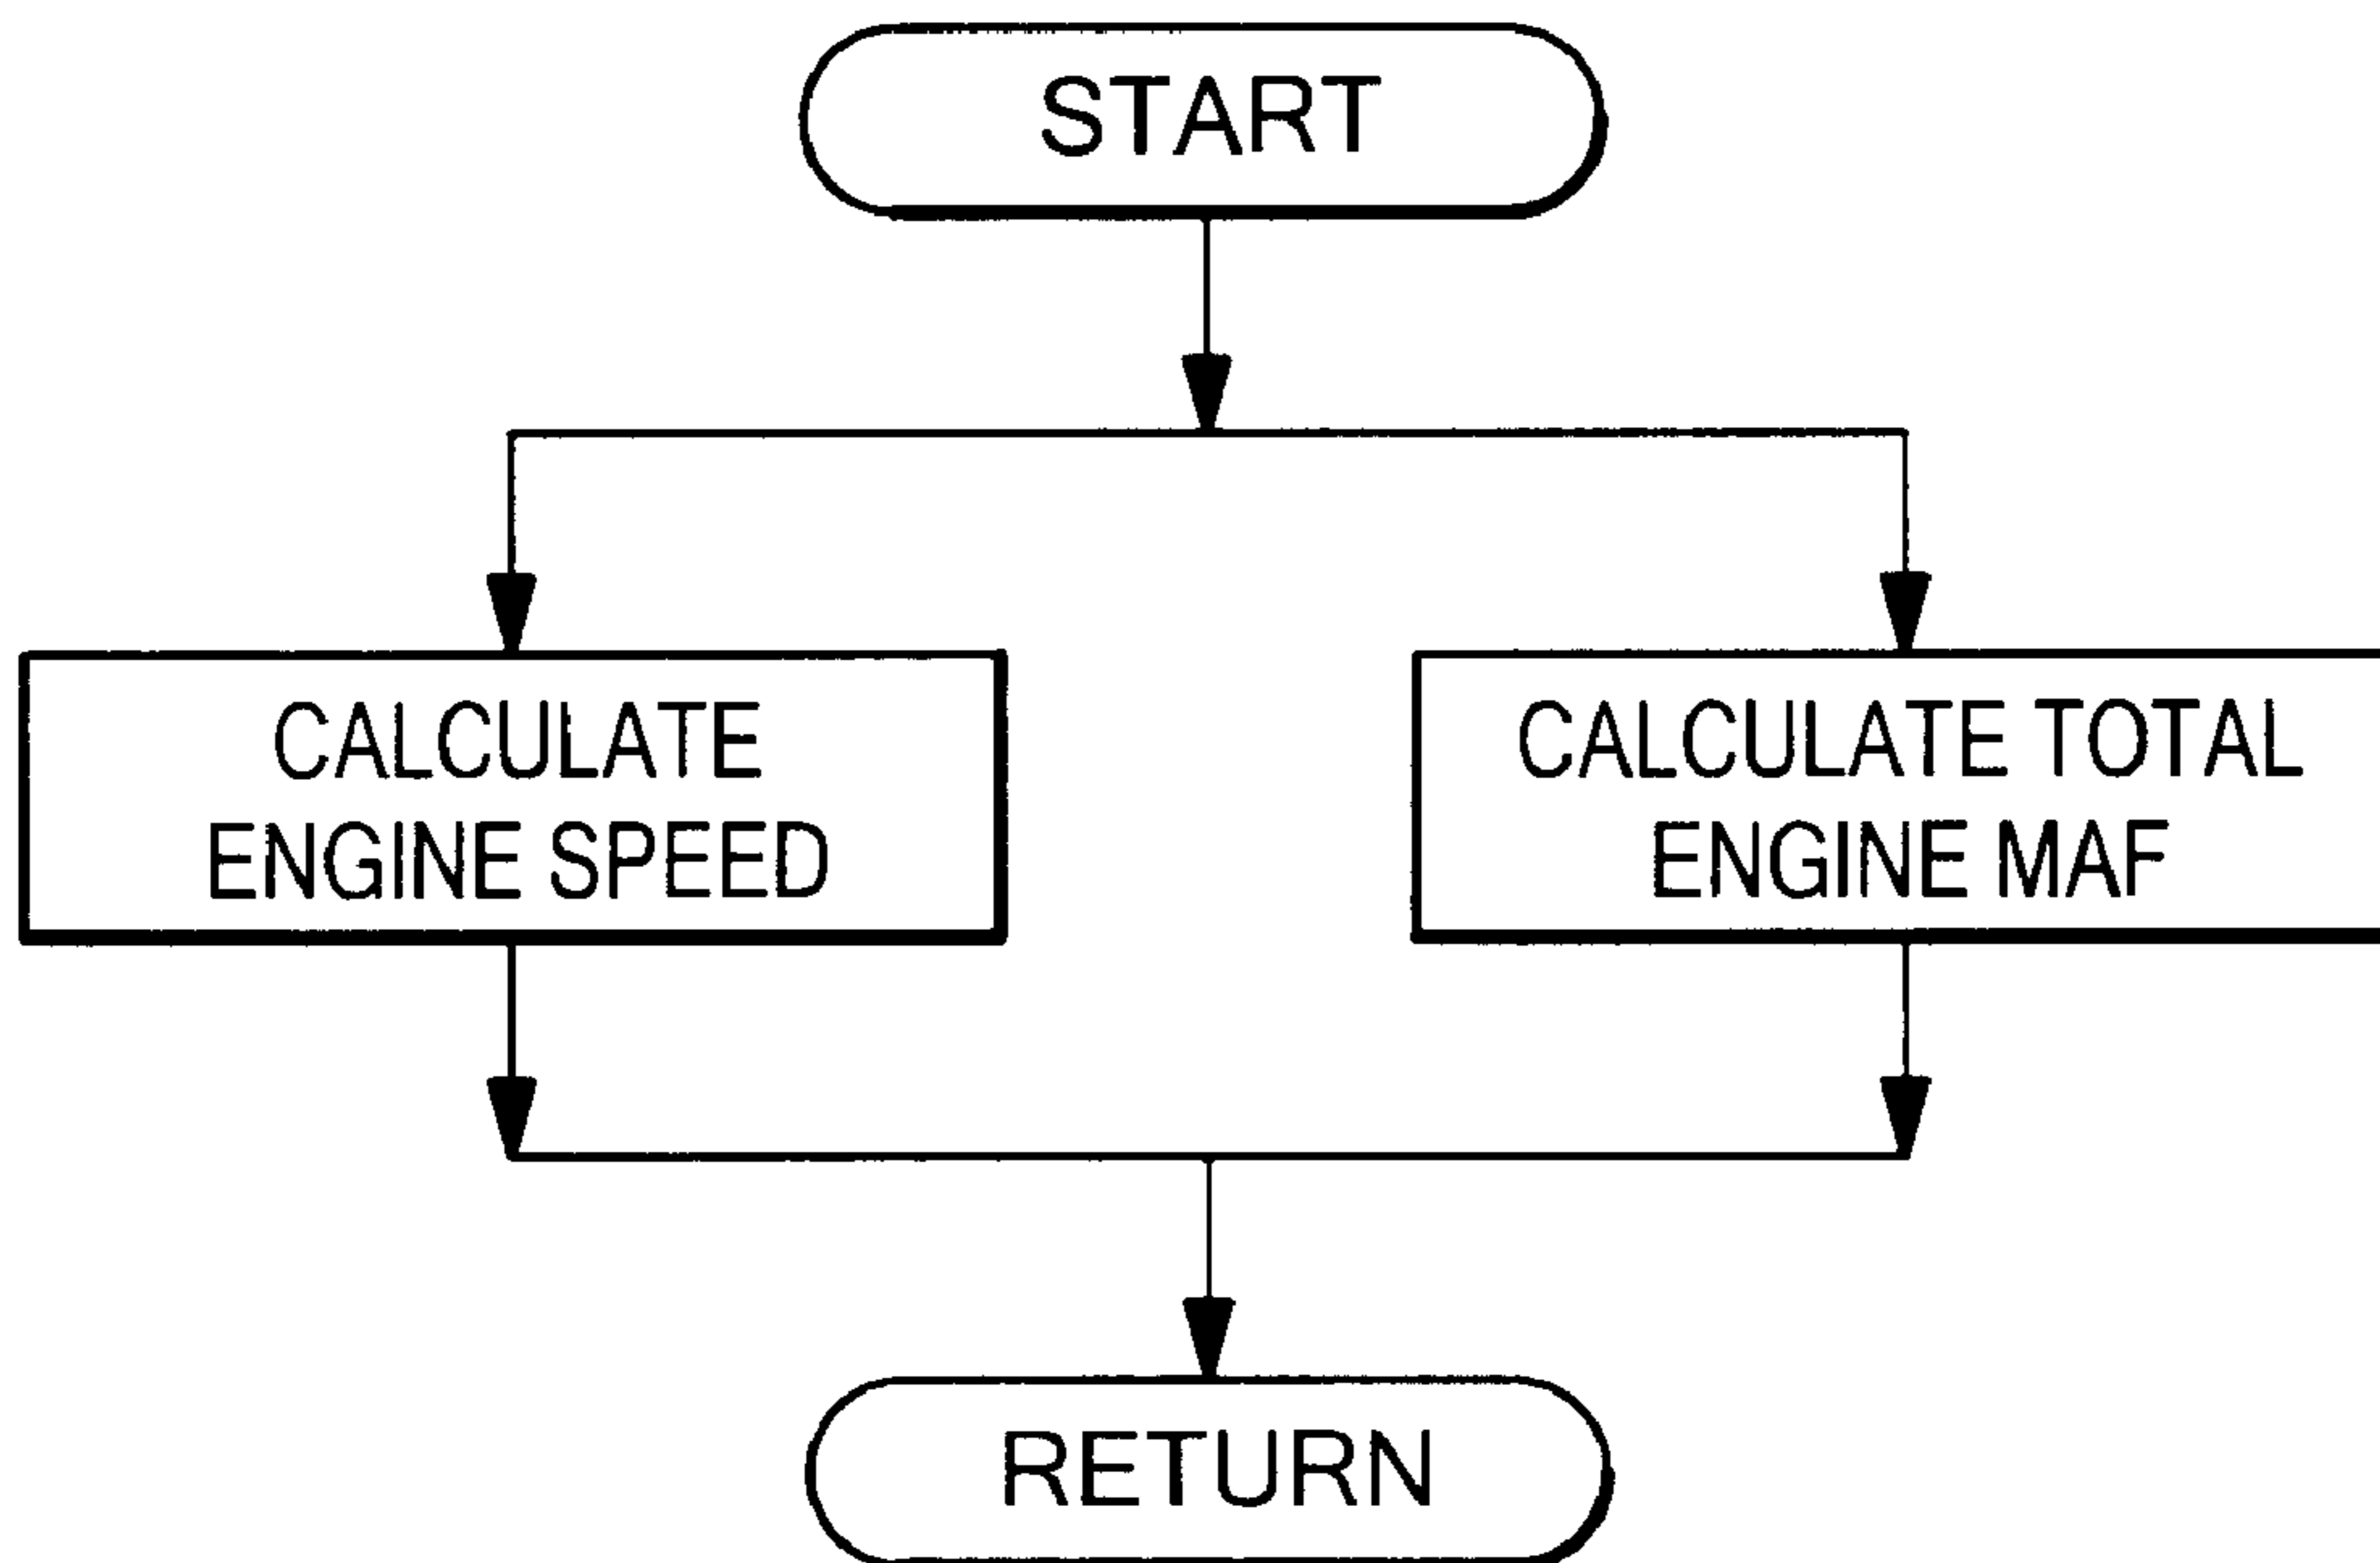 START
CALCULATE
ENGINE SPEED
CALCULATE TOTAL
ENGINE MAF
RETURN